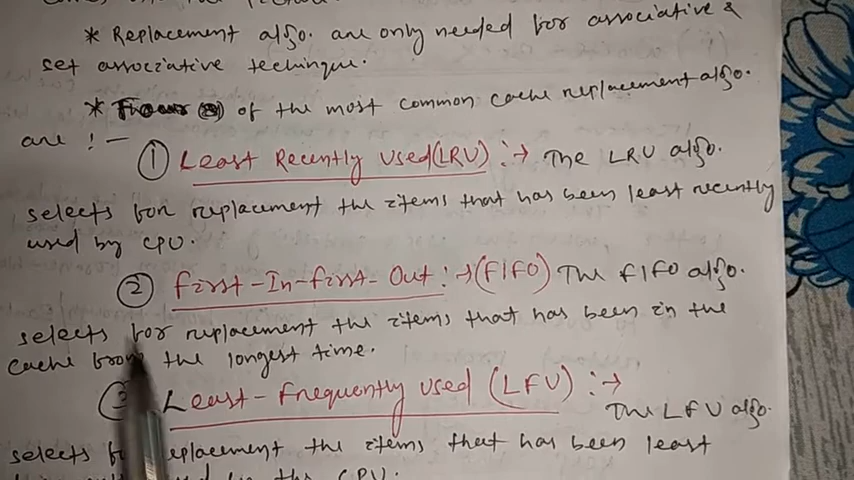 * Replacement algo. are only needed for associative &
set associative techinque.
* of the most common cache replacement algo.
are :-
① Least Recently Used(LRU) :→ The LRU algo.
selects for replacement the items that has been least recently
used by CPU.
② First-In-First-Out :→(FIFO) The FIFO algo.
selects for replacement the items that has been in the
cache from the longest time.
③ Least-Frequently Used (LFU) :→
The LFU algo.
selects replacement the items that has been least
the CPU.